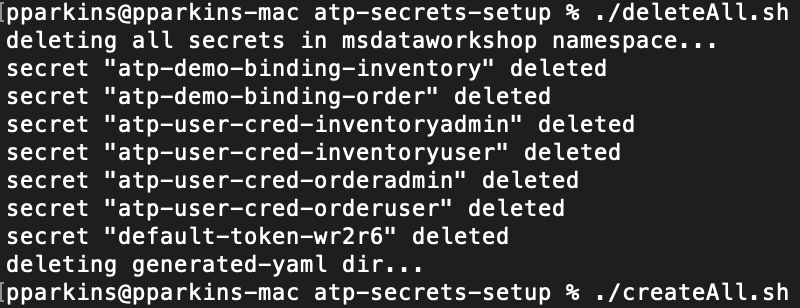 pparkins@pparkins-mac atp-secrets-setup % ./deleteAll.sh
deleting all secrets in msdataworkshop namespace...
secret "atp-demo-binding-inventory" deleted
secret "atp-demo-binding-order" deleted
secret "atp-user-cred-inventoryadmin" deleted
secret "atp-user-cred-inventoryuser" deleted
secret "atp-user-cred-orderadmin" deleted
secret "atp-user-cred-orderuser" deleted
secret "default-token-wr2r6" deleted
deleting generated-yaml dir...
pparkins@pparkins-mac atp-secrets-setup % ./createAll.sh